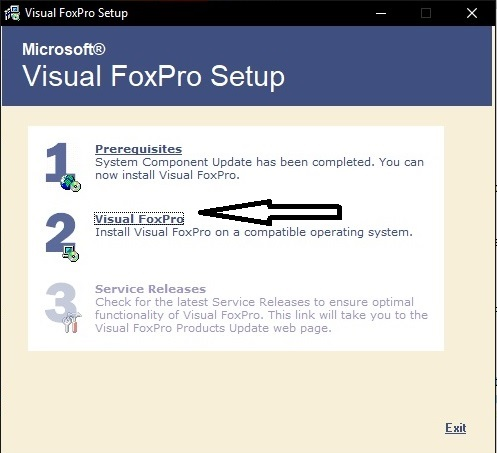 Visual FoxPro Setup
Microsoft®
Visual FoxPro Setup
1
Prerequisites
System Component Update has been completed. You can
now install Visual FoxPro.
2
Visual FoxPro
Install Visual FoxPro on a compatible operating system.
3
Service Releases
Check for the latest Service Releases to ensure optimal
functionality of Visual FoxPro. This link will take you to the
Visual FoxPro Products Update web page.
Exit